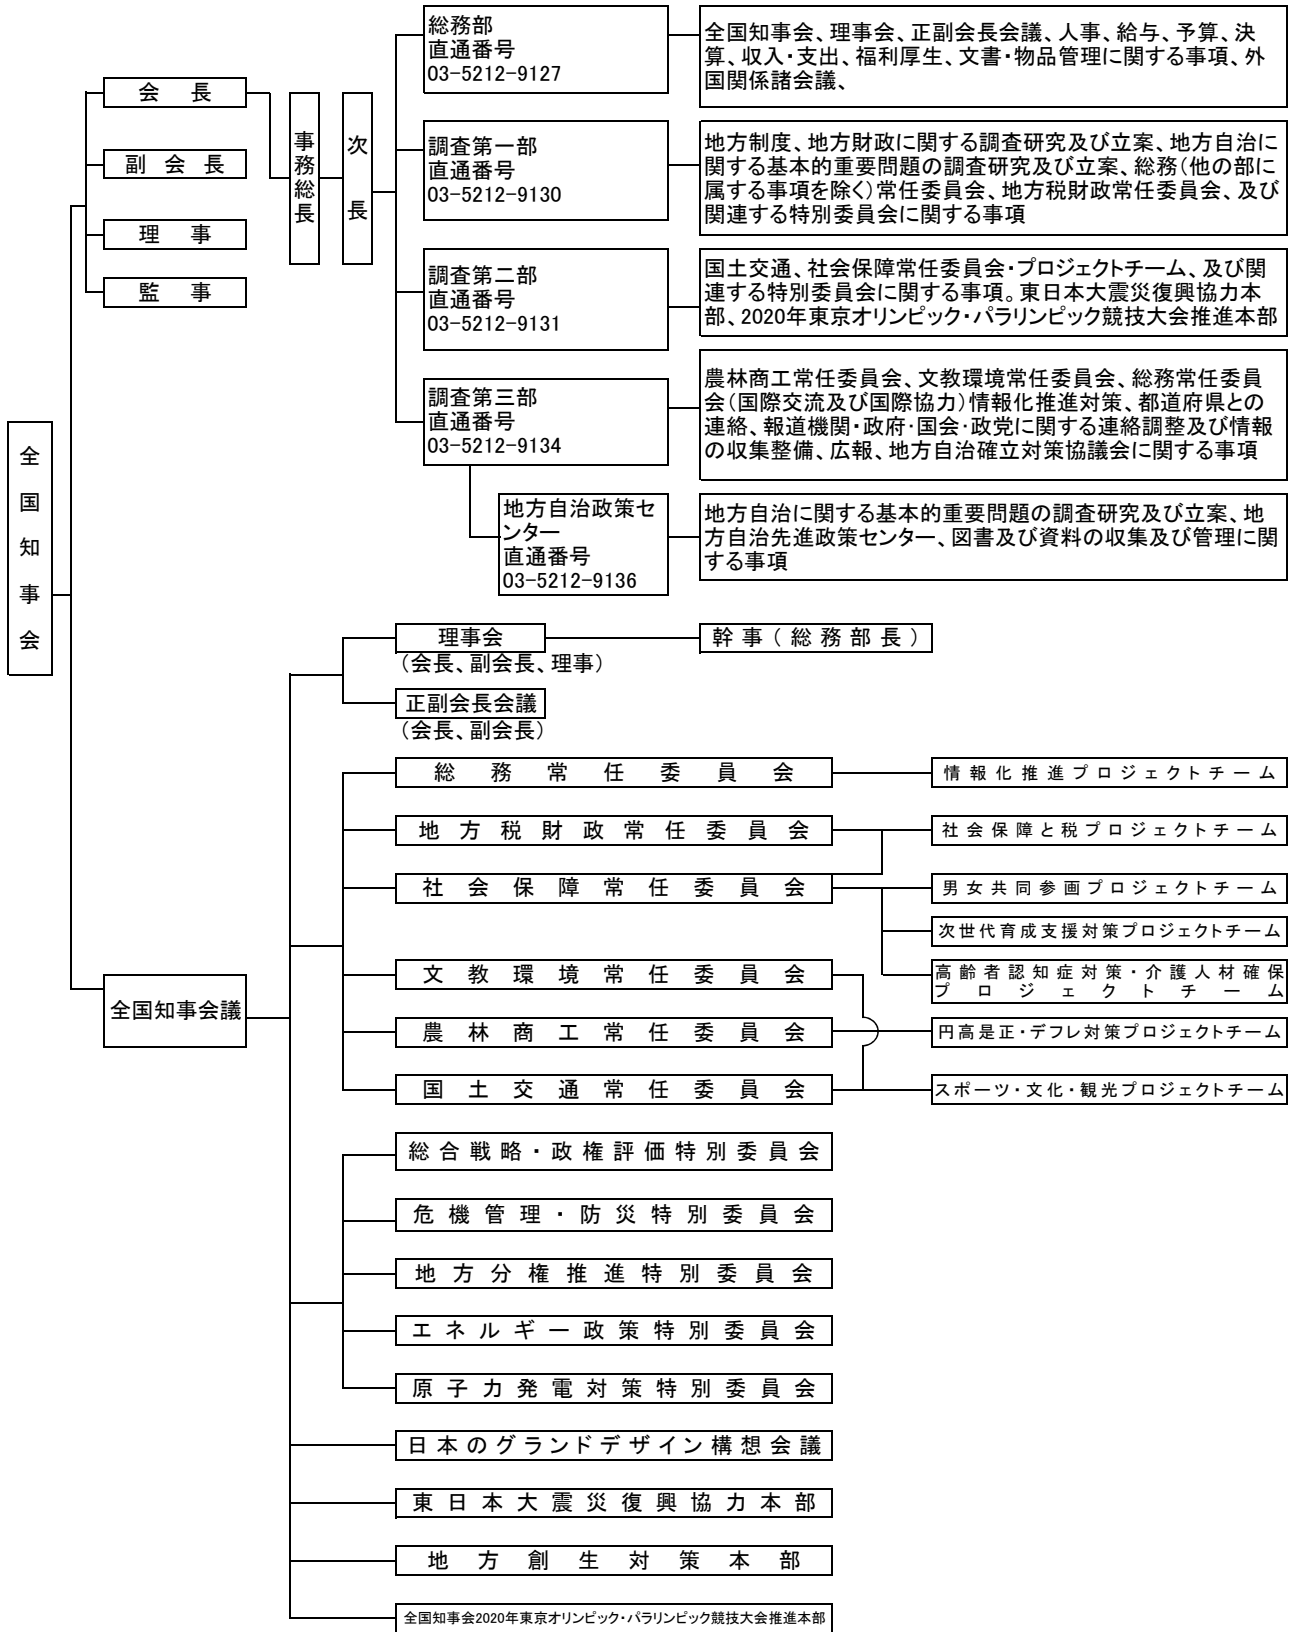 全国知事会
会長
副会長
理事
監事
事務総長
次長
総務部
直通番号
03-5212-9127
全国知事会、理事会、正副会長会議、人事、給与、予算、決
算、収入・支出、福利厚生、文書・物品管理に関する事項、外
国関係諸会議、
調査第一部
直通番号
03-5212-9130
地方制度、地方財政に関する調査研究及び立案、地方自治に
関する基本的重要問題の調査研究及び立案、総務（他の部に
属する事項を除く）常任委員会、地方税財政常任委員会、及び
関連する特別委員会に関する事項
調査第二部
直通番号
03-5212-9131
国土交通、社会保障常任委員会・プロジェクトチーム、及び関
連する特別委員会に関する事項。東日本大震災復興協力本
部、2020年東京オリンピック・パラリンピック競技大会推進本部
調査第三部
直通番号
03-5212-9134
農林商工常任委員会、文教環境常任委員会、総務常任委員
会（国際交流及び国際協力）情報化推進対策、都道府県との
連絡、報道機関・政府・国会・政党に関する連絡調整及び情報
の収集整備、広報、地方自治確立対策協議会に関する事項
地方自治政策セ
ンター
直通番号
03-5212-9136
地方自治に関する基本的重要問題の調査研究及び立案、地
方自治先進政策センター、図書及び資料の収集及び管理に関
する事項
全国知事会議
理事会
（会長、副会長、理事）
幹事（総務部長）
正副会長会議
（会長、副会長）
総務常任委員会
情報化推進プロジェクトチーム
地方税財政常任委員会
社会保障と税プロジェクトチーム
社会保障常任委員会
男女共同参画プロジェクトチーム
次世代育成支援対策プロジェクトチーム
高齢者認知症対策・介護人材確保
プロジェクトチーム
文教環境常任委員会
農林商工常任委員会
円高是正・デフレ対策プロジェクトチーム
国土交通常任委員会
スポーツ・文化・観光プロジェクトチーム
総合戦略・政権評価特別委員会
危機管理・防災特別委員会
地方分権推進特別委員会
エネルギー政策特別委員会
原子力発電対策特別委員会
日本のグランドデザイン構想会議
東日本大震災復興協力本部
地方創生対策本部
全国知事会2020年東京オリンピック・パラリンピック競技大会推進本部